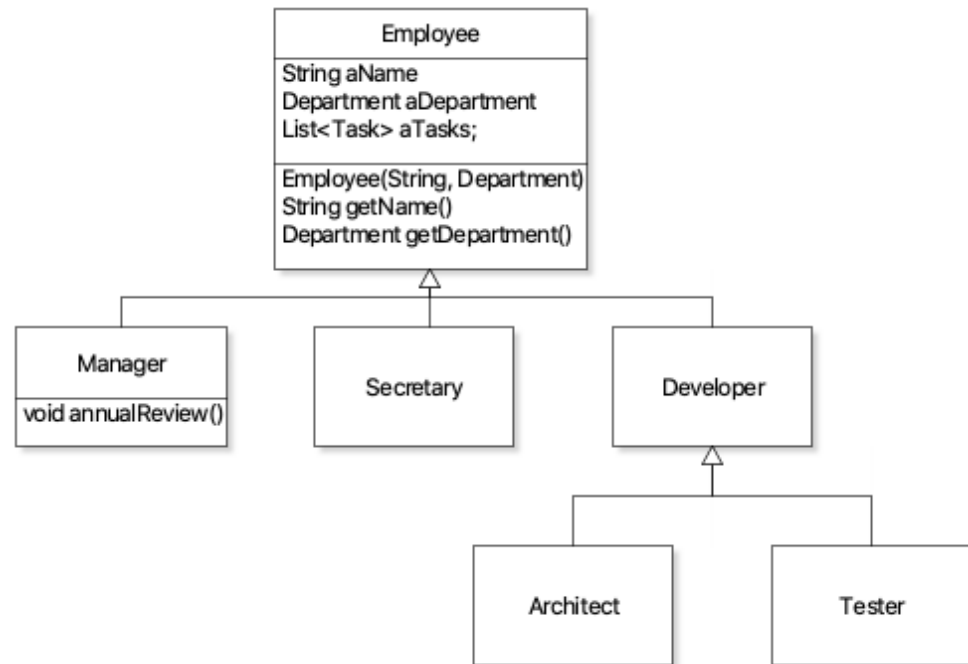 Employee
String aName
Department aDepartment
List<Task> aTasks;
Employee(String, Department)
String getName()
Department getDepartment()
Manager
void annualReview()
Secretary
Developer
Architect
Tester